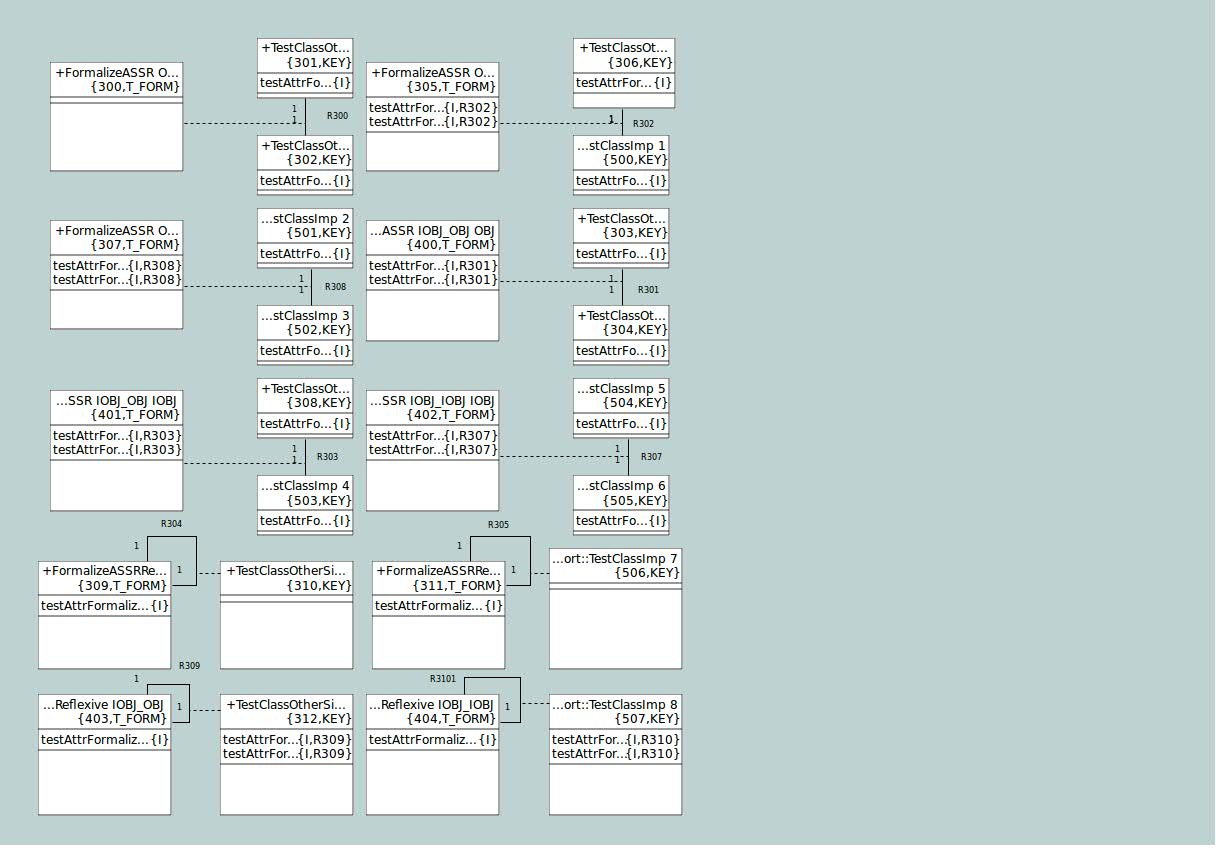 +FormalizeASSR O...
{300,T_FORM}
+TestClassOt...
{301,KEY}
testAttrFo...{I}
1
1
R300
+TestClassOt...
{302,KEY}
testAttrFo...{I}
+FormalizeASSR O...
{305,T_FORM}
testAttrFor...{I,R302}
testAttrFor...{I,R302}
+TestClassOt...
{306,KEY}
testAttrFor...{I}
1
R302
...stClassImp 1
{500,KEY}
testAttrFo...{I}
+FormalizeASSR O...
{307,T_FORM}
testAttrFor...{I,R308}
testAttrFor...{I,R308}
...stClassImp 2
{501,KEY}
testAttrFo...{I}
1
1
R308
...stClassImp 3
{502,KEY}
testAttrFo...{I}
...ASSR IOBJ_OBJ OBJ
{400,T_FORM}
testAttrFor...{I,R301}
testAttrFor...{I,R301}
+TestClassOt...
{303,KEY}
testAttrFo...{I}
1
1
R301
+TestClassOt...
{304,KEY}
testAttrFo...{I}
...SSR IOBJ_OBJ IOBJ
{401,T_FORM}
testAttrFor...{I,R303}
testAttrFor...{I,R303}
+TestClassOt...
{308,KEY}
testAttrFo...{I}
1
1
R303
...stClassImp 4
{503,KEY}
testAttrFo...{I}
...SSR IOBJ_IOBJ IOBJ
{402,T_FORM}
testAttrFor...{I,R307}
testAttrFor...{I,R307}
...stClassImp 5
{504,KEY}
testAttrFo...{I}
1
1
R307
...stClassImp 6
{505,KEY}
testAttrFo...{I}
R304
1
1
+FormalizeASSRRe...
{309,T_FORM}
testAttrFormaliz...{I}
+TestClassOtherSi...
{310,KEY}
R305
1
1
+FormalizeASSRRe...
{311,T_FORM}
testAttrFormaliz...{I}
...ort::TestClassImp 7
{506,KEY}
R309
1
1
...Reflexive IOBJ_OBJ
{403,T_FORM}
testAttrFormaliz...{I}
+TestClassOtherSi...
{312,KEY}
testAttrFor...{I,R309}
testAttrFor...{I,R309}
R3101
1
...Reflexive IOBJ_IOBJ
{404,T_FORM}
testAttrFormaliz...{I}
...ort::TestClassImp 8
{507,KEY}
testAttrFor...{I,R310}
testAttrFor...{I,R310}